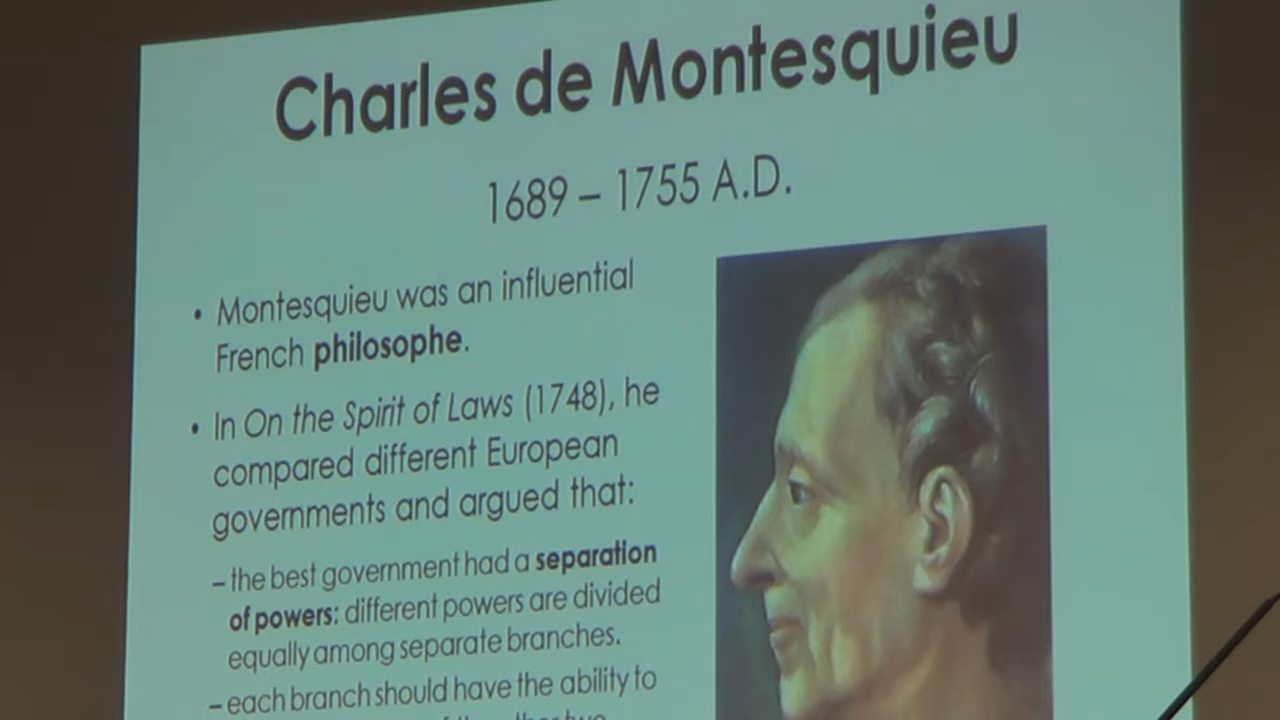 Charles de Montesquieu
1689 – 1755 A.D.
• Montesquieu was an influential
French philosophe.
• In On the Spirit of Laws (1748), he
compared different European
governments and argued that:
– the best government had a separation
of powers: different powers are divided
equally among separate branches.
– each branch should have the ability to